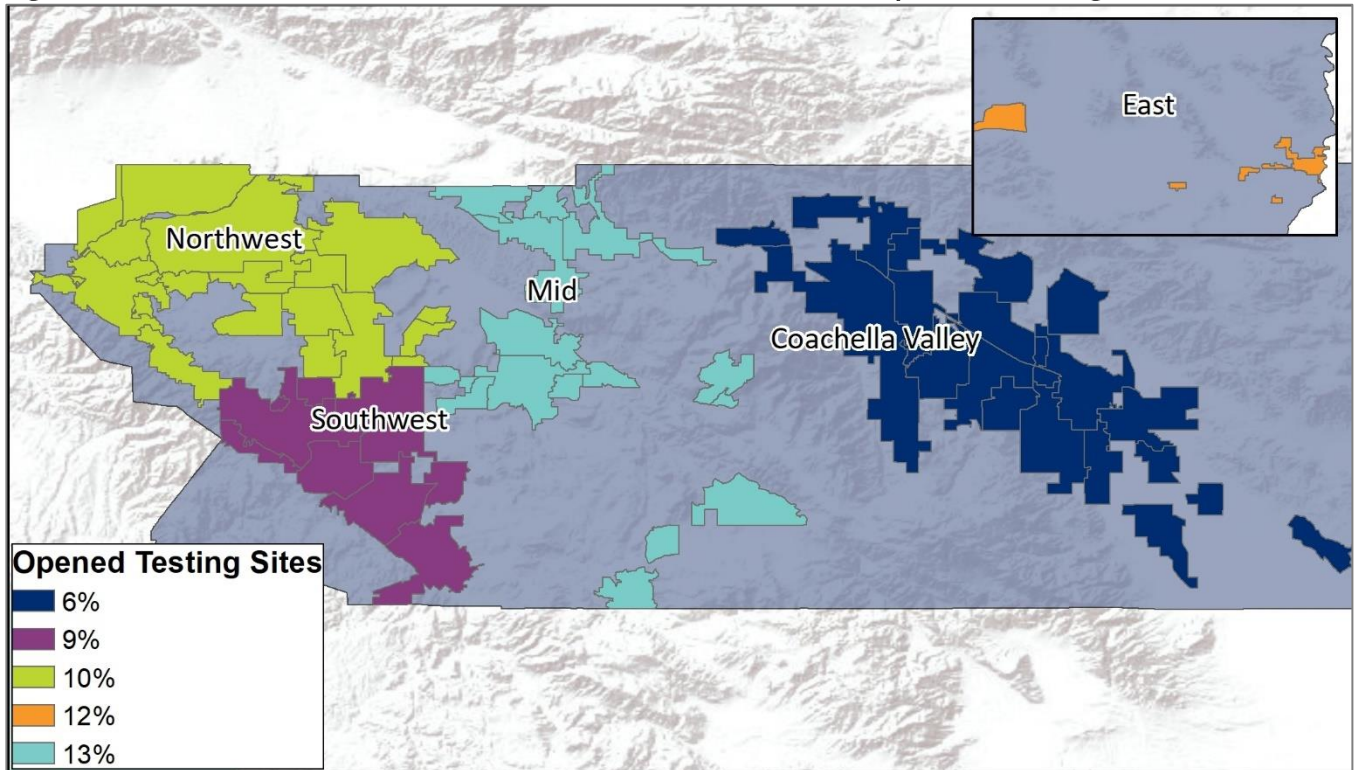 East
Northwest
Mid
Coachella Valley
Southwest
Opened Testing Sites
6%
9%
10%
12%
13%